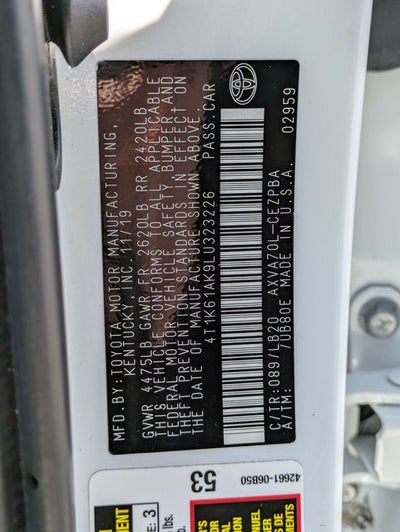 MFD.BY:TOYOTA MOTOR MANUFACTURING,
KENTUCKY, INC. 11/19
GVWR 4475LB GAWR FR 2620LB RR 2420LB
THIS VEHICLE CONFORMS TO ALL APPLICABLE
FEDERAL MOTOR VEHICLE SAFETY, BUMPER AND
THEFT PREVENTION STANDARDS IN EFFECT ON
THE DATE OF MANUFACTURE SHOWN ABOVE.
4T1K61AK9LU323226 PASS.CAR
C/TR:089/LB20 AXVA70L-CEZPBA
A/TM: 7UB80E MADE IN U.S.A. 02959
53
42661-06B50
E: 3
lbs.